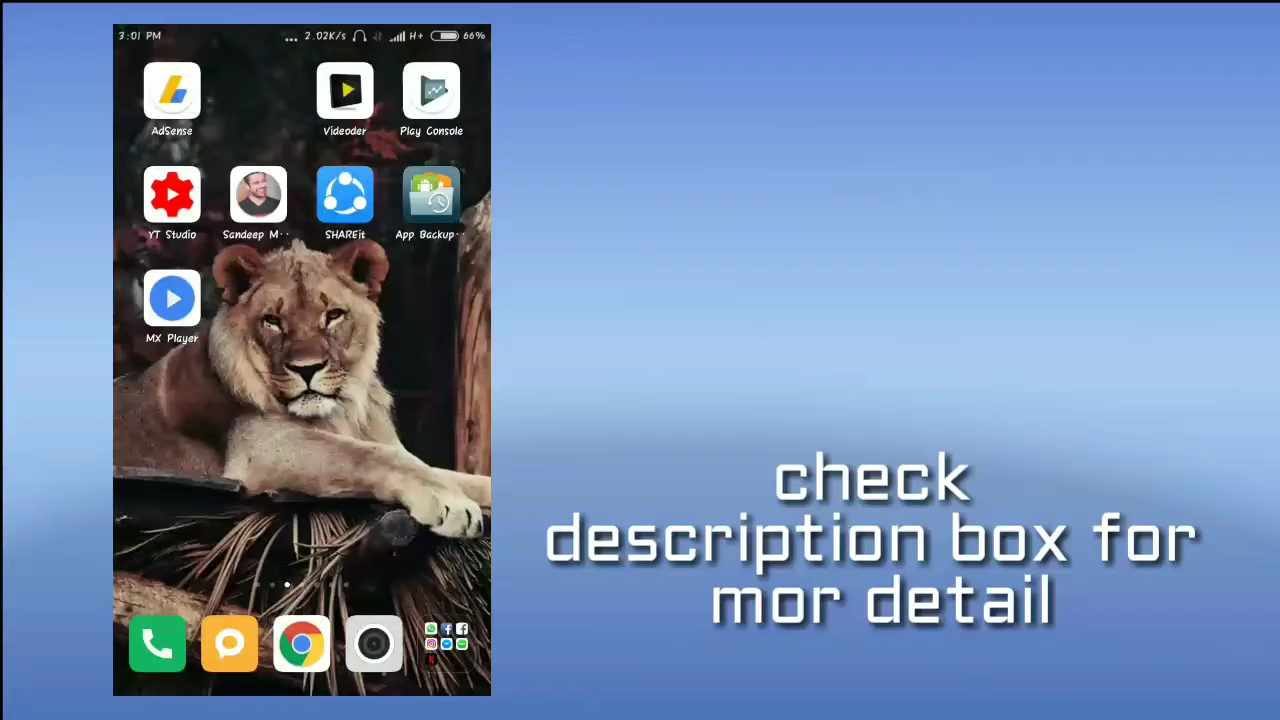 3:01 PM ... 2.02K/s H+ 66%
AdSense Videoder Play Console
YT Studio Sandeep M·· SHAREit App Backup··
MX Player
check
description box for
mor detail